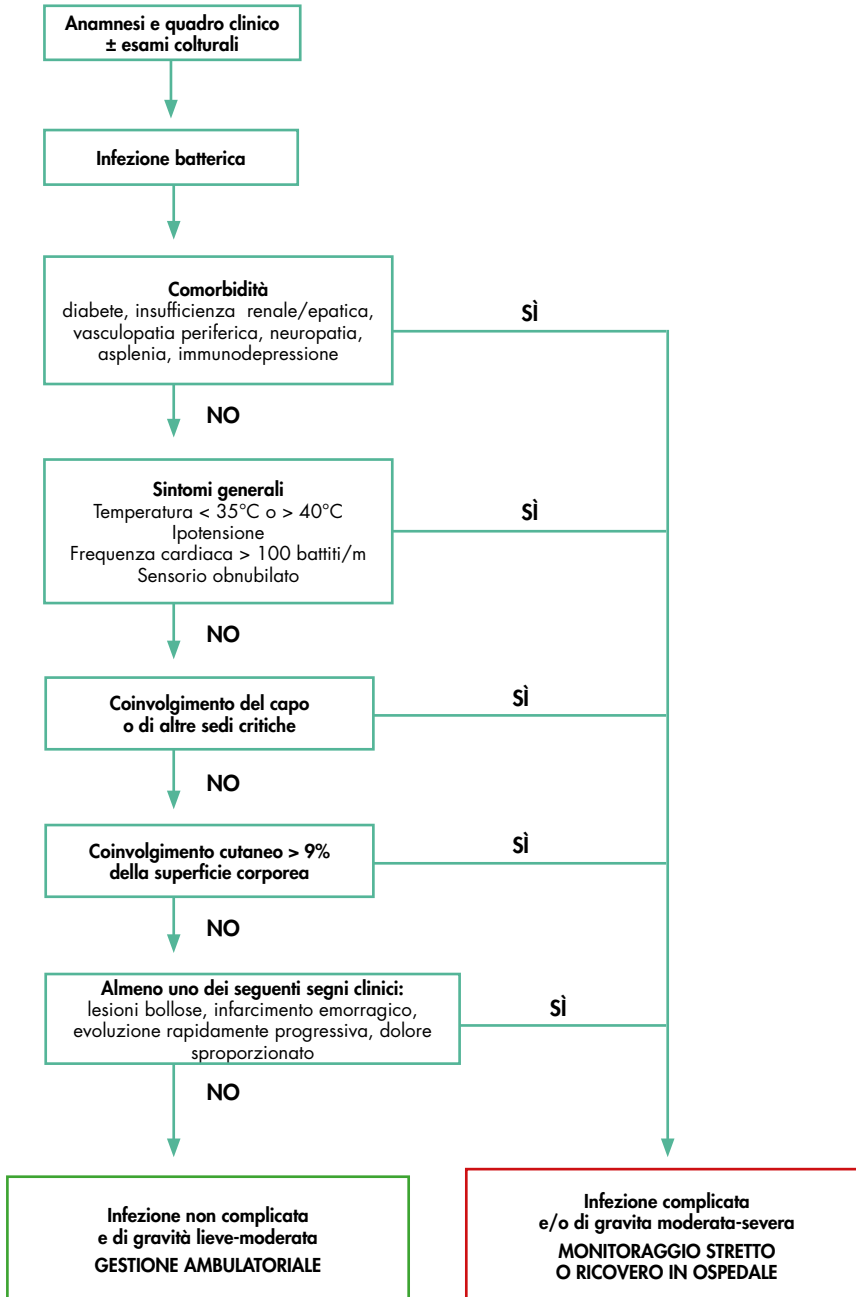 Anamnesi e quadro clinico
± esami colturali
Infezione batterica
Comorbidità
diabete, insufficienza renale/epatica,
vasculopatia periferica, neuropatia,
asplenia, immunodepressione
SÌ
NO
Sintomi generali
Temperatura < 35°C o > 40°C
Ipotensione
Frequenza cardiaca > 100 battiti/m
Sensorio obnubilato
SÌ
NO
Coinvolgimento del capo
o di altre sedi critiche
SÌ
NO
Coinvolgimento cutaneo > 9%
della superficie corporea
SÌ
NO
Almeno uno dei seguenti segni clinici:
lesioni bollose, infarcimento emorragico,
evoluzione rapidamente progressiva, dolore
sproporzionato
SÌ
NO
Infezione non complicata
e di gravità lieve-moderata
GESTIONE AMBULATORIALE
Infezione complicata
e/o di gravita moderata-severa
MONITORAGGIO STRETTO
O RICOVERO IN OSPEDALE